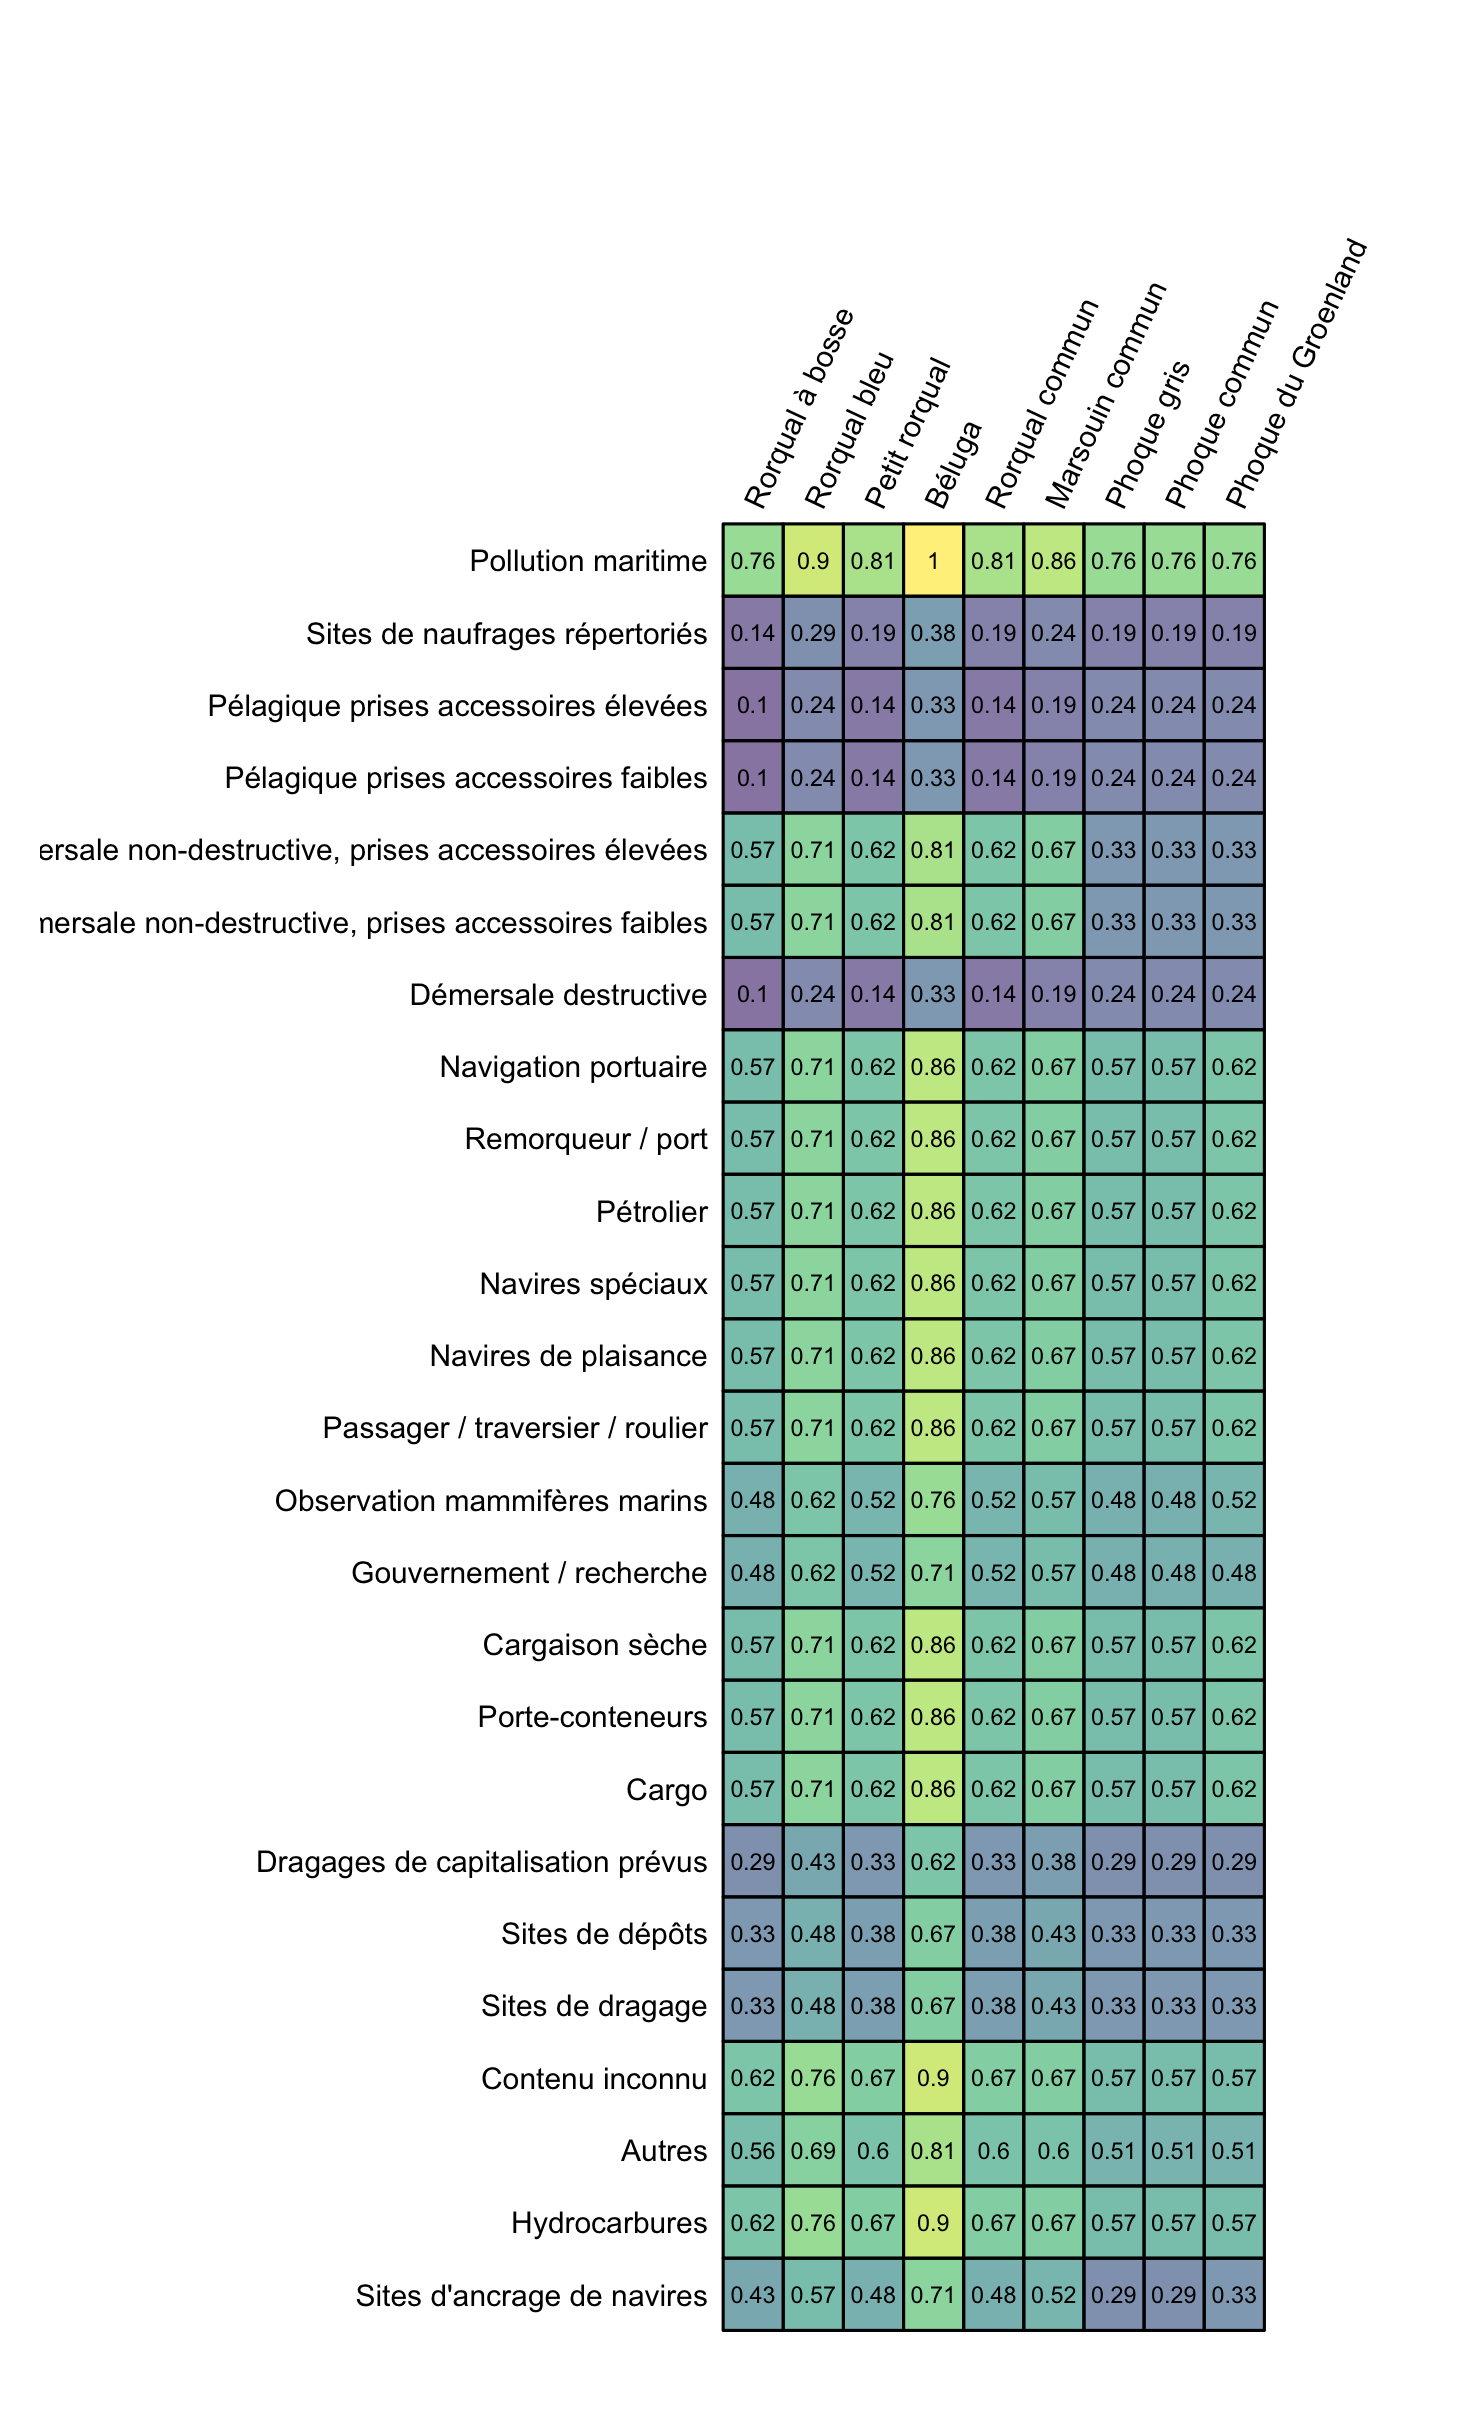 Rorqual à bosse
Rorqual bleu
Petit rorqual
Béluga
Rorqual commun
Marsouin commun
Phoque gris
Phoque commun
Phoque du Groenland
Pollution maritime 0.76 0.9 0.81 1 0.81 0.86 0.76 0.76 0.76
Sites de naufrages répertoriés 0.14 0.29 0.19 0.38 0.19 0.24 0.19 0.19 0.19
Pélagique prises accessoires élevées 0.1 0.24 0.14 0.33 0.14 0.19 0.24 0.24 0.24
Pélagique prises accessoires faibles 0.1 0.24 0.14 0.33 0.14 0.19 0.24 0.24 0.24
ersale non-destructive, prises accessoires élevées 0.57 0.71 0.62 0.81 0.62 0.67 0.33 0.33 0.33
mersale non-destructive, prises accessoires faibles 0.57 0.71 0.62 0.81 0.62 0.67 0.33 0.33 0.33
Démersale destructive 0.1 0.24 0.14 0.33 0.14 0.19 0.24 0.24 0.24
Navigation portuaire 0.57 0.71 0.62 0.86 0.62 0.67 0.57 0.57 0.62
Remorqueur / port 0.57 0.71 0.62 0.86 0.62 0.67 0.57 0.57 0.62
Pétrolier 0.57 0.71 0.62 0.86 0.62 0.67 0.57 0.57 0.62
Navires spéciaux 0.57 0.71 0.62 0.86 0.62 0.67 0.57 0.57 0.62
Navires de plaisance 0.57 0.71 0.62 0.86 0.62 0.67 0.57 0.57 0.62
Passager / traversier / roulier 0.57 0.71 0.62 0.86 0.62 0.67 0.57 0.57 0.62
Observation mammifères marins 0.48 0.62 0.52 0.76 0.52 0.57 0.48 0.48 0.52
Gouvernement / recherche 0.48 0.62 0.52 0.71 0.52 0.57 0.48 0.48 0.48
Cargaison sèche 0.57 0.71 0.62 0.86 0.62 0.67 0.57 0.57 0.62
Porte-conteneurs 0.57 0.71 0.62 0.86 0.62 0.67 0.57 0.57 0.62
Cargo 0.57 0.71 0.62 0.86 0.62 0.67 0.57 0.57 0.62
Dragages de capitalisation prévus 0.29 0.43 0.33 0.62 0.33 0.38 0.29 0.29 0.29
Sites de dépôts 0.33 0.48 0.38 0.67 0.38 0.43 0.33 0.33 0.33
Sites de dragage 0.33 0.48 0.38 0.67 0.38 0.43 0.33 0.33 0.33
Contenu inconnu 0.62 0.76 0.67 0.9 0.67 0.67 0.57 0.57 0.57
Autres 0.56 0.69 0.6 0.81 0.6 0.6 0.51 0.51 0.51
Hydrocarbures 0.62 0.76 0.67 0.9 0.67 0.67 0.57 0.57 0.57
Sites d'ancrage de navires 0.43 0.57 0.48 0.71 0.48 0.52 0.29 0.29 0.33